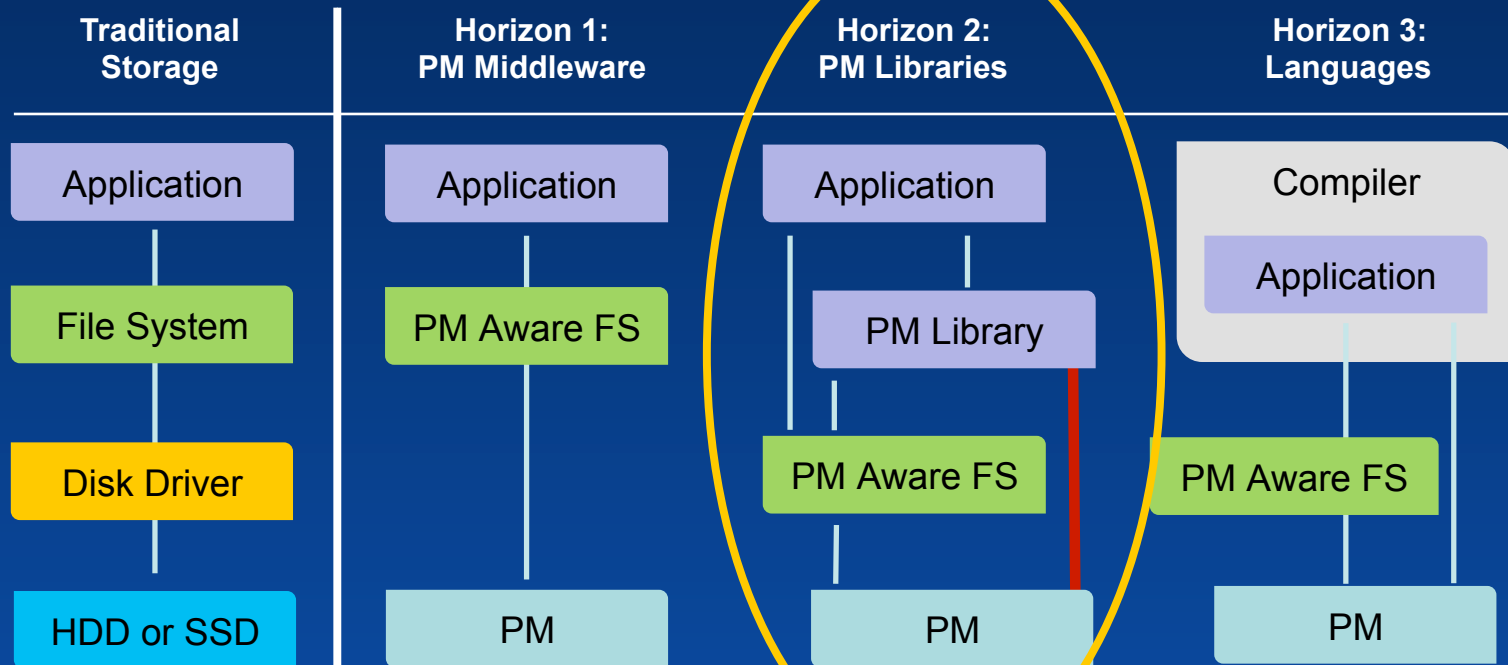 Traditional
Storage
Horizon 1:
PM Middleware
Horizon 2:
PM Libraries
Horizon 3:
Languages
Application
File System
Disk Driver
HDD or SSD
Application
PM Aware FS
PM
Application
PM Library
PM Aware FS
PM
Compiler
Application
PM Aware FS
PM